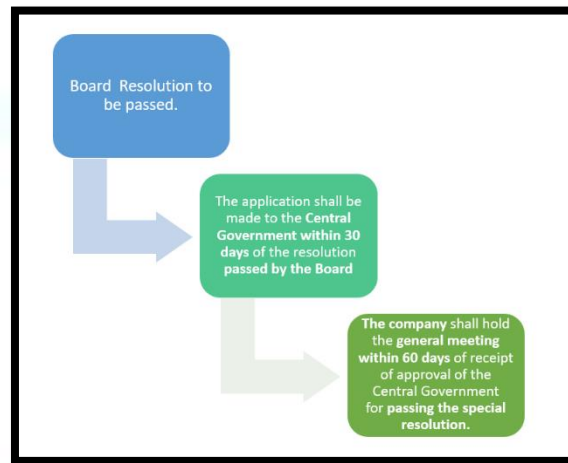 Board Resolution to
be passed.
The application shall be
made to the Central
Government within 30
days of the resolution
passed by the Board
The company shall hold
the general meeting
within 60 days of receipt
of approval of the
Central Government
for passing the special
resolution.